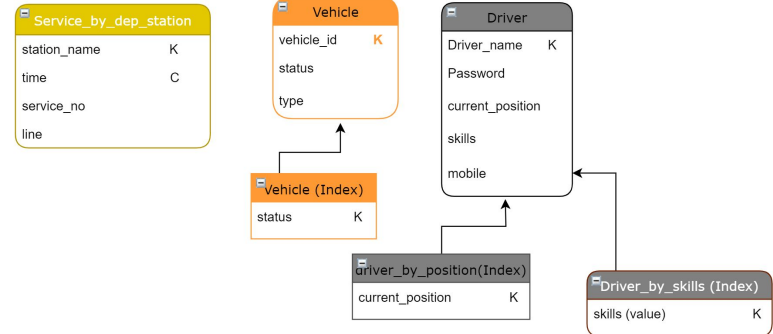 Service_by_dep_station
station_name K
time C
service_no
line
Vehicle
vehicle_id K
status
type
Driver
Driver_name K
Password
current_position
skills
mobile
Vehicle (Index)
status K
driver_by_position(Index)
current_position K
Driver_by_skills (Index)
skills (value) K